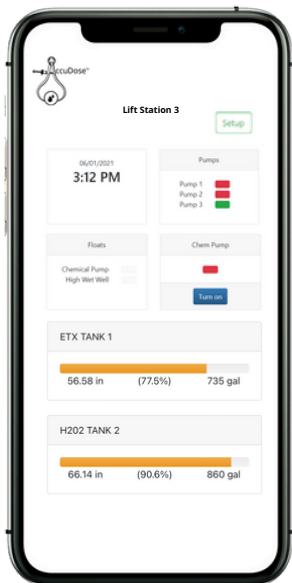 ccuDose™
Lift Station 3
Setup
06/01/2021
3:12 PM
Pumps
Pump 1
Pump 2
Pump 3
Floats
Chemical Pump
High Wet Well
Chem Pump
Turn on
ETX TANK 1
56.58 in (77.5%) 735 gal
H202 TANK 2
66.14 in (90.6%) 860 gal